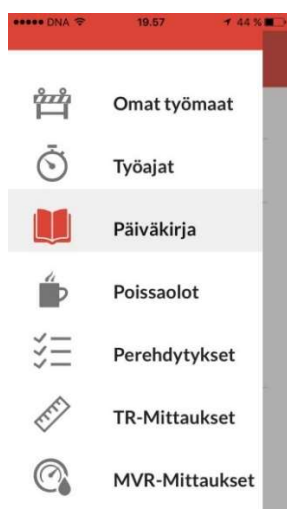 DNA 19.57 44 %
Omat työmaat
Työajat
Päiväkirja
Poissaolot
Perehdytykset
TR-Mittaukset
MVR-Mittaukset